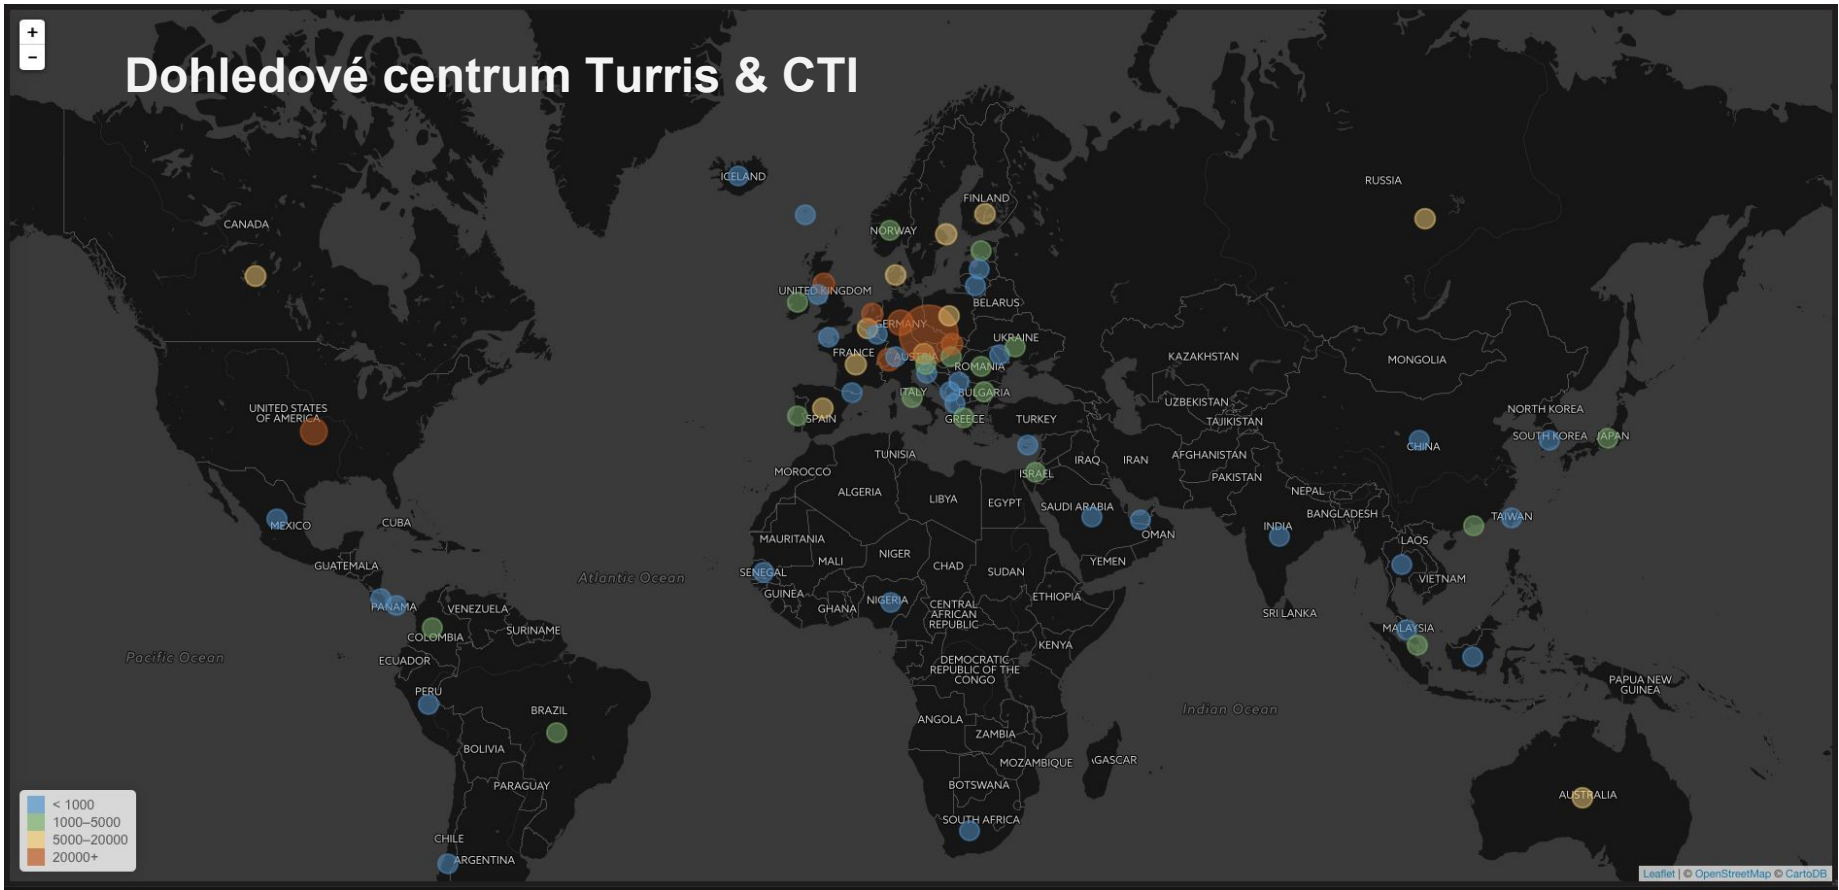 +
−
Dohledové centrum Turris & CTI
ICELAND
RUSSIA
FINLAND
CANADA
NORWAY
UNITED KINGDOM
BELARUS
GERMANY
UKRAINE
FRANCE
AUSTRIA
KAZAKHSTAN
MONGOLIA
ROMANIA
ITALY
BULGARIA
UZBEKISTAN
UNITED STATES
OF AMERICA
NORTH KOREA
SPAIN
GREECE
TURKEY
TAJIKISTAN
SOUTH KOREA
JAPAN
CHINA
TUNISIA
IRAQ
IRAN
AFGHANISTAN
MOROCCO
ISRAEL
PAKISTAN
ALGERIA
LIBYA
EGYPT
NEPAL
SAUDI ARABIA
BANGLADESH
TAIWAN
MEXICO
CUBA
INDIA
OMAN
MAURITANIA
LAOS
NIGER
MALI
YEMEN
GUATEMALA
CHAD
SENEGAL
SUDAN
Atlantic Ocean
VIETNAM
GUINEA
ETHIOPIA
NIGERIA
PANAMA
VENEZUELA
GHANA
CENTRAL
AFRICAN
REPUBLIC
SRI LANKA
SURINAME
MALAYSIA
COLOMBIA
KENYA
Pacific Ocean
ECUADOR
DEMOCRATIC
REPUBLIC OF THE
CONGO
PAPUA NEW
GUINEA
PERU
BRAZIL
Indian Ocean
ANGOLA
ZAMBIA
BOLIVIA
MOZAMBIQUE
GASCAR
PARAGUAY
BOTSWANA
AUSTRALIA
SOUTH AFRICA
CHILE
ARGENTINA
< 1000
1000–5000
5000–20000
20000+
Leaflet | © OpenStreetMap © CartoDB